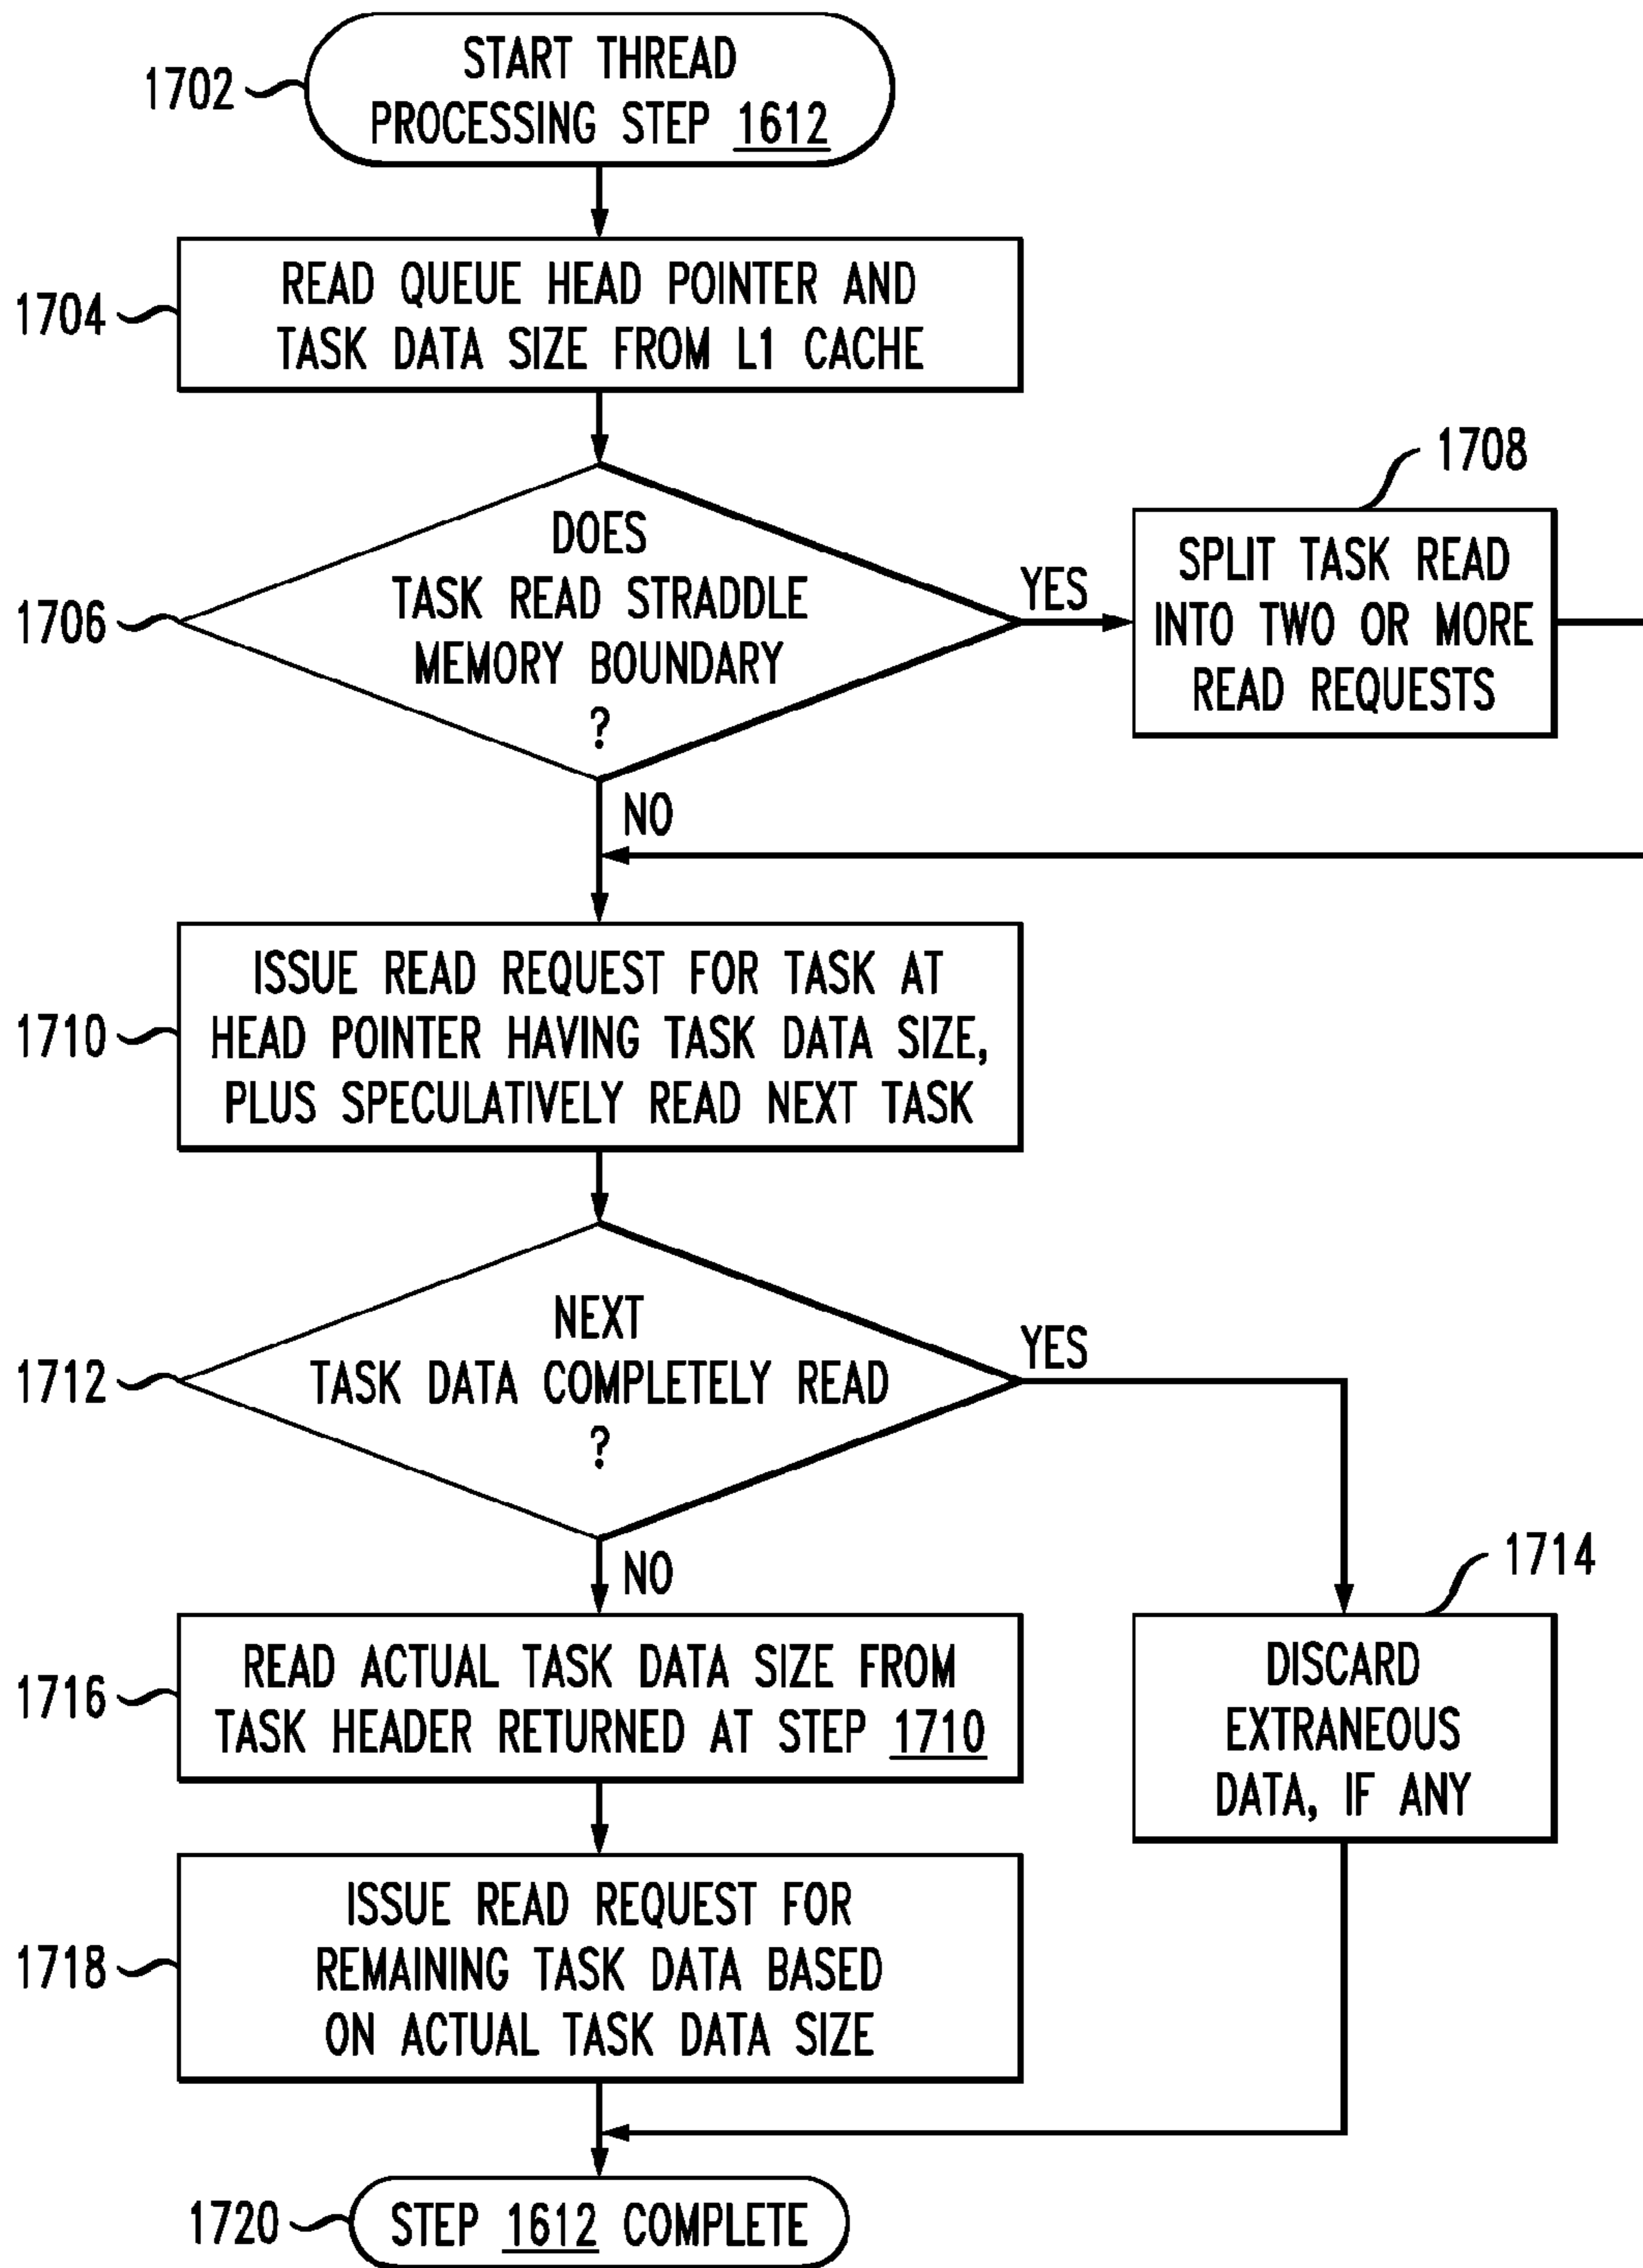 1702
START THREAD
PROCESSING STEP 1612
1704
READ QUEUE HEAD POINTER AND
TASK DATA SIZE FROM L1 CACHE
1706
DOES
TASK READ STRADDLE
MEMORY BOUNDARY
?
YES
NO
1708
SPLIT TASK READ
INTO TWO OR MORE
READ REQUESTS
1710
ISSUE READ REQUEST FOR TASK AT
HEAD POINTER HAVING TASK DATA SIZE,
PLUS SPECULATIVELY READ NEXT TASK
1712
NEXT
TASK DATA COMPLETELY READ
?
YES
NO
1714
DISCARD
EXTRANEOUS
DATA, IF ANY
1716
READ ACTUAL TASK DATA SIZE FROM
TASK HEADER RETURNED AT STEP 1710
1718
ISSUE READ REQUEST FOR
REMAINING TASK DATA BASED
ON ACTUAL TASK DATA SIZE
1720
STEP 1612 COMPLETE